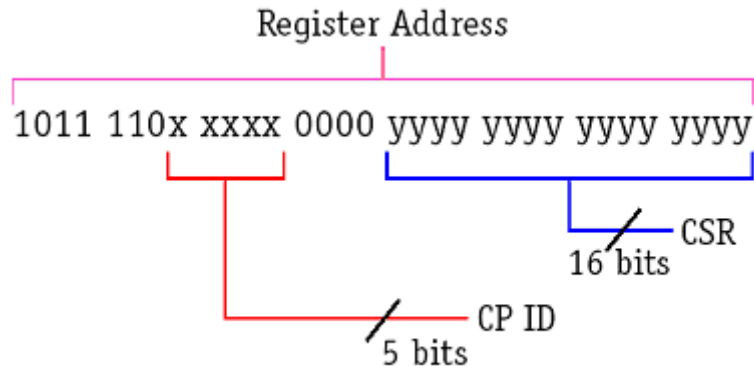 Register Address
1011 110x xxxx 0000 yyyy yyyy yyyy yyyy
CSR
16 bits
CP ID
5 bits